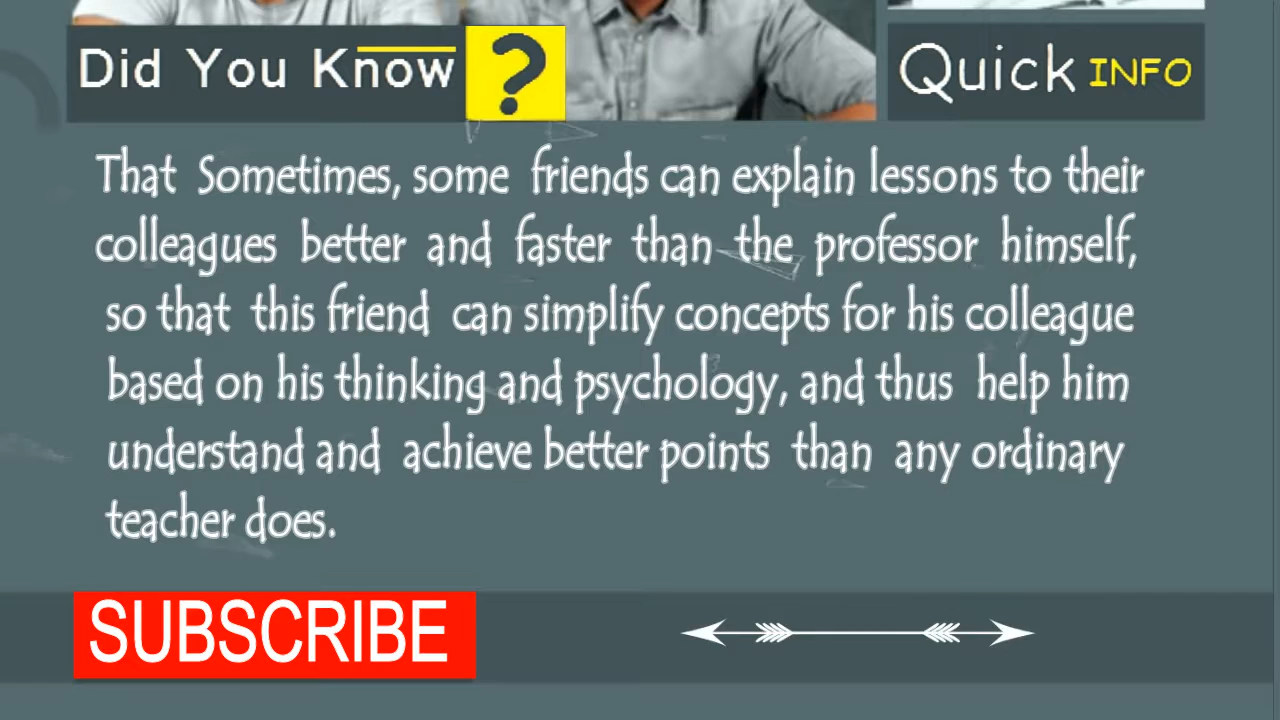 Did You Know ?
Quick INFO
That Sometimes, some friends can explain lessons to their
colleagues better and faster than the professor himself,
so that this friend can simplify concepts for his colleague
based on his thinking and psychology, and thus help him
understand and achieve better points than any ordinary
teacher does.
SUBSCRIBE